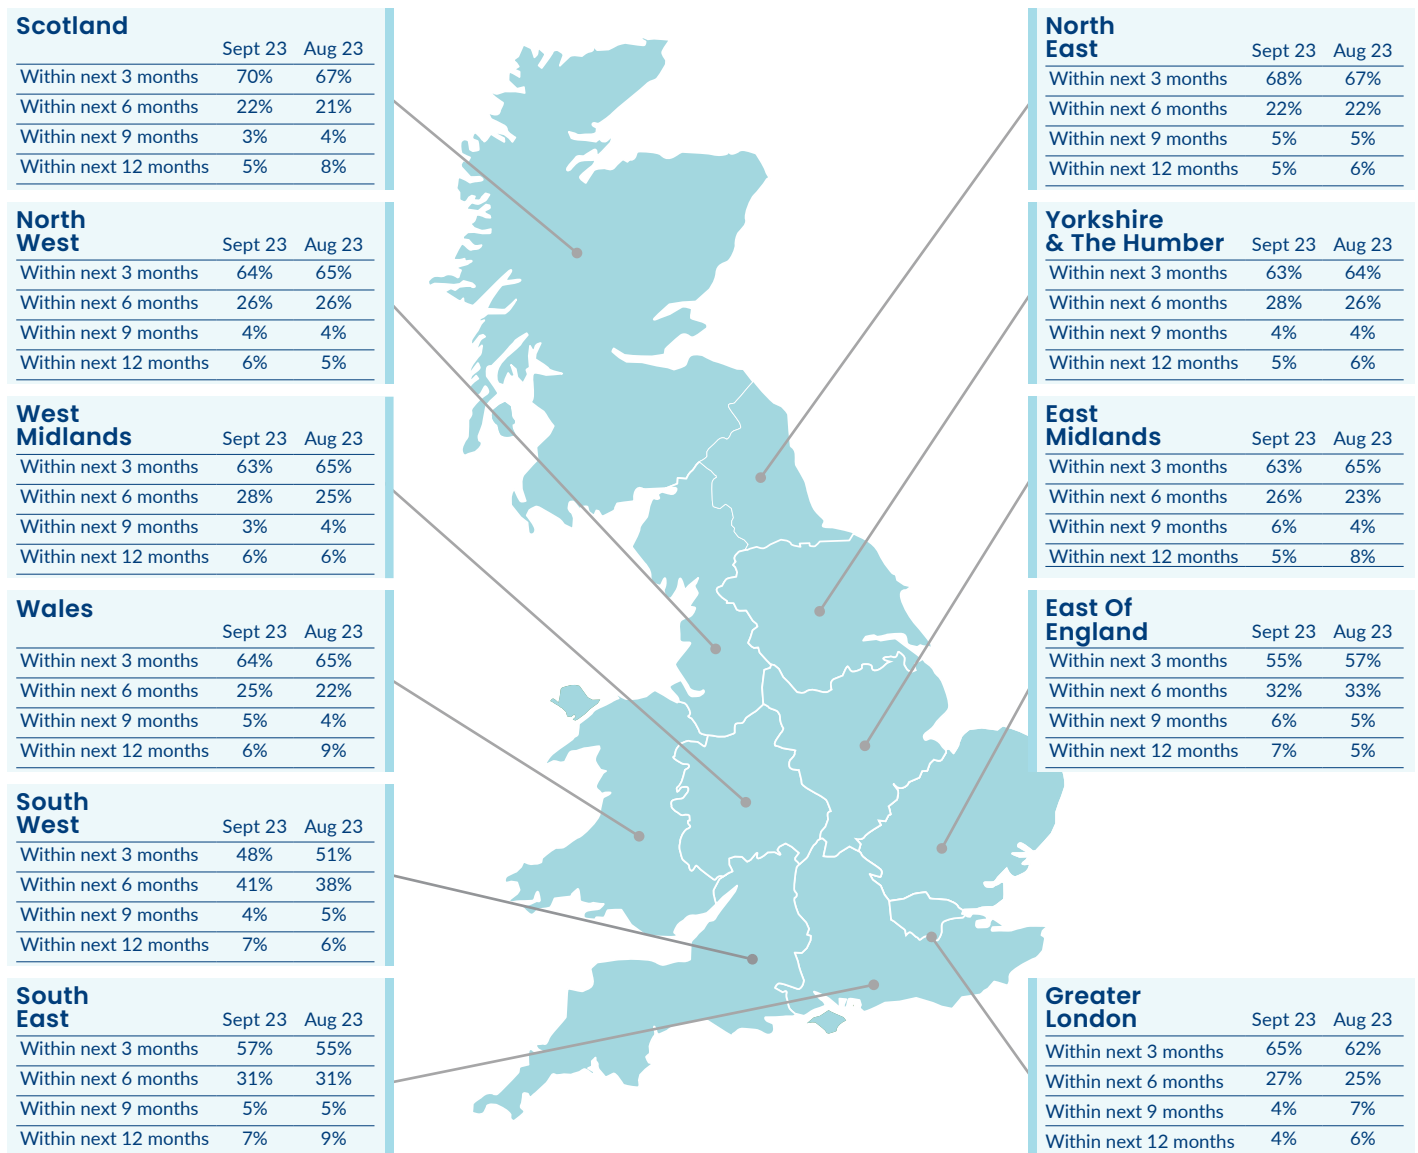 Scotland
Sept 23 Aug 23
Within next 3 months 70% 67%
Within next 6 months 22% 21%
Within next 9 months 3% 4%
Within next 12 months 5% 8%
North
West Sept 23 Aug 23
Within next 3 months 64% 65%
Within next 6 months 26% 26%
Within next 9 months 4% 4%
Within next 12 months 6% 5%
West
Midlands Sept 23 Aug 23
Within next 3 months 63% 65%
Within next 6 months 28% 25%
Within next 9 months 3% 4%
Within next 12 months 6% 6%
Wales
Sept 23 Aug 23
Within next 3 months 64% 65%
Within next 6 months 25% 22%
Within next 9 months 5% 4%
Within next 12 months 6% 9%
South
West Sept 23 Aug 23
Within next 3 months 48% 51%
Within next 6 months 41% 38%
Within next 9 months 4% 5%
Within next 12 months 7% 6%
South
East Sept 23 Aug 23
Within next 3 months 57% 55%
Within next 6 months 31% 31%
Within next 9 months 5% 5%
Within next 12 months 7% 9%
North
East Sept 23 Aug 23
Within next 3 months 68% 67%
Within next 6 months 22% 22%
Within next 9 months 5% 5%
Within next 12 months 5% 6%
Yorkshire
& The Humber Sept 23 Aug 23
Within next 3 months 63% 64%
Within next 6 months 28% 26%
Within next 9 months 4% 4%
Within next 12 months 5% 6%
East
Midlands Sept 23 Aug 23
Within next 3 months 63% 65%
Within next 6 months 26% 23%
Within next 9 months 6% 4%
Within next 12 months 5% 8%
East Of
England Sept 23 Aug 23
Within next 3 months 55% 57%
Within next 6 months 32% 33%
Within next 9 months 6% 5%
Within next 12 months 7% 5%
Greater
London Sept 23 Aug 23
Within next 3 months 65% 62%
Within next 6 months 27% 25%
Within next 9 months 4% 7%
Within next 12 months 4% 6%